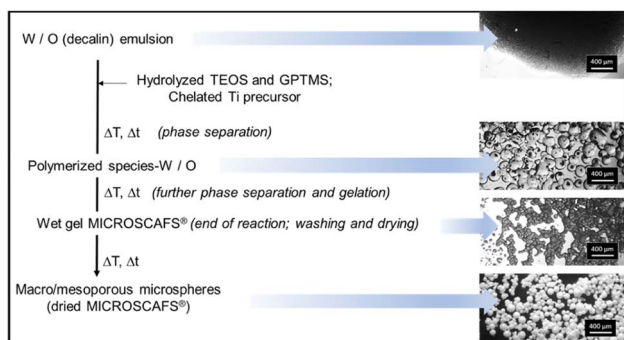 W / O (decalin) emulsion
400 µm
Hydrolyzed TEOS and GPTMS;
Chelated Ti precursor
ΔT, Δt (phase separation)
Polymerized species-W / O
400 µm
ΔT, Δt (further phase separation and gelation)
Wet gel MICROSCAFS® (end of reaction; washing and drying)
400 µm
ΔT, Δt
Macro/mesoporous microspheres
(dried MICROSCAFS®)
400 µm